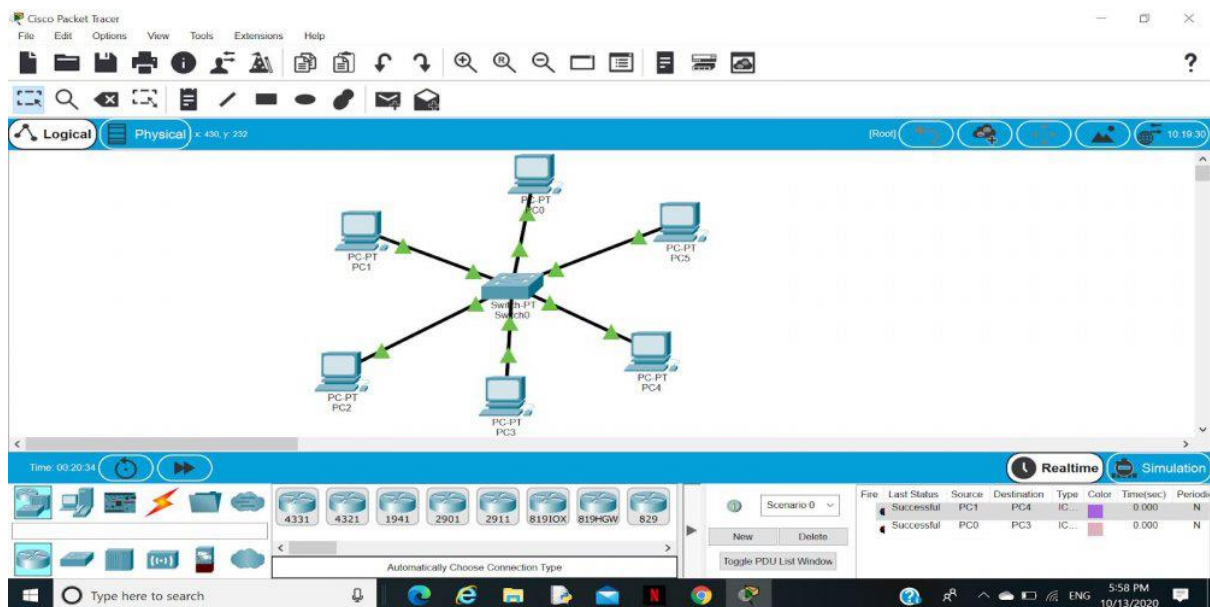 Cisco Packet Tracer
File Edit Options View Tools Extensions Help
?
Logical Physical x: 430, y: 232 [Root] 10:19:30
PC-PT
PC0
PC-PT
PC1
PC-PT
PC5
Switch-PT
Switch0
PC-PT
PC4
PC-PT
PC2
PC-PT
PC3
Time: 00:20:34 Realtime Simulation
4331 4321 1941 2901 2911 819IOX 819HGW 829
Automatically Choose Connection Type
Scenario 0
New Delete
Toggle PDU List Window
Fire Last Status Source Destination Type Color Time(sec) Periodi
Successful PC1 PC4 IC... 0.000 N
Successful PC0 PC3 IC... 0.000 N
Type here to search
ENG 5:58 PM
10/13/2020